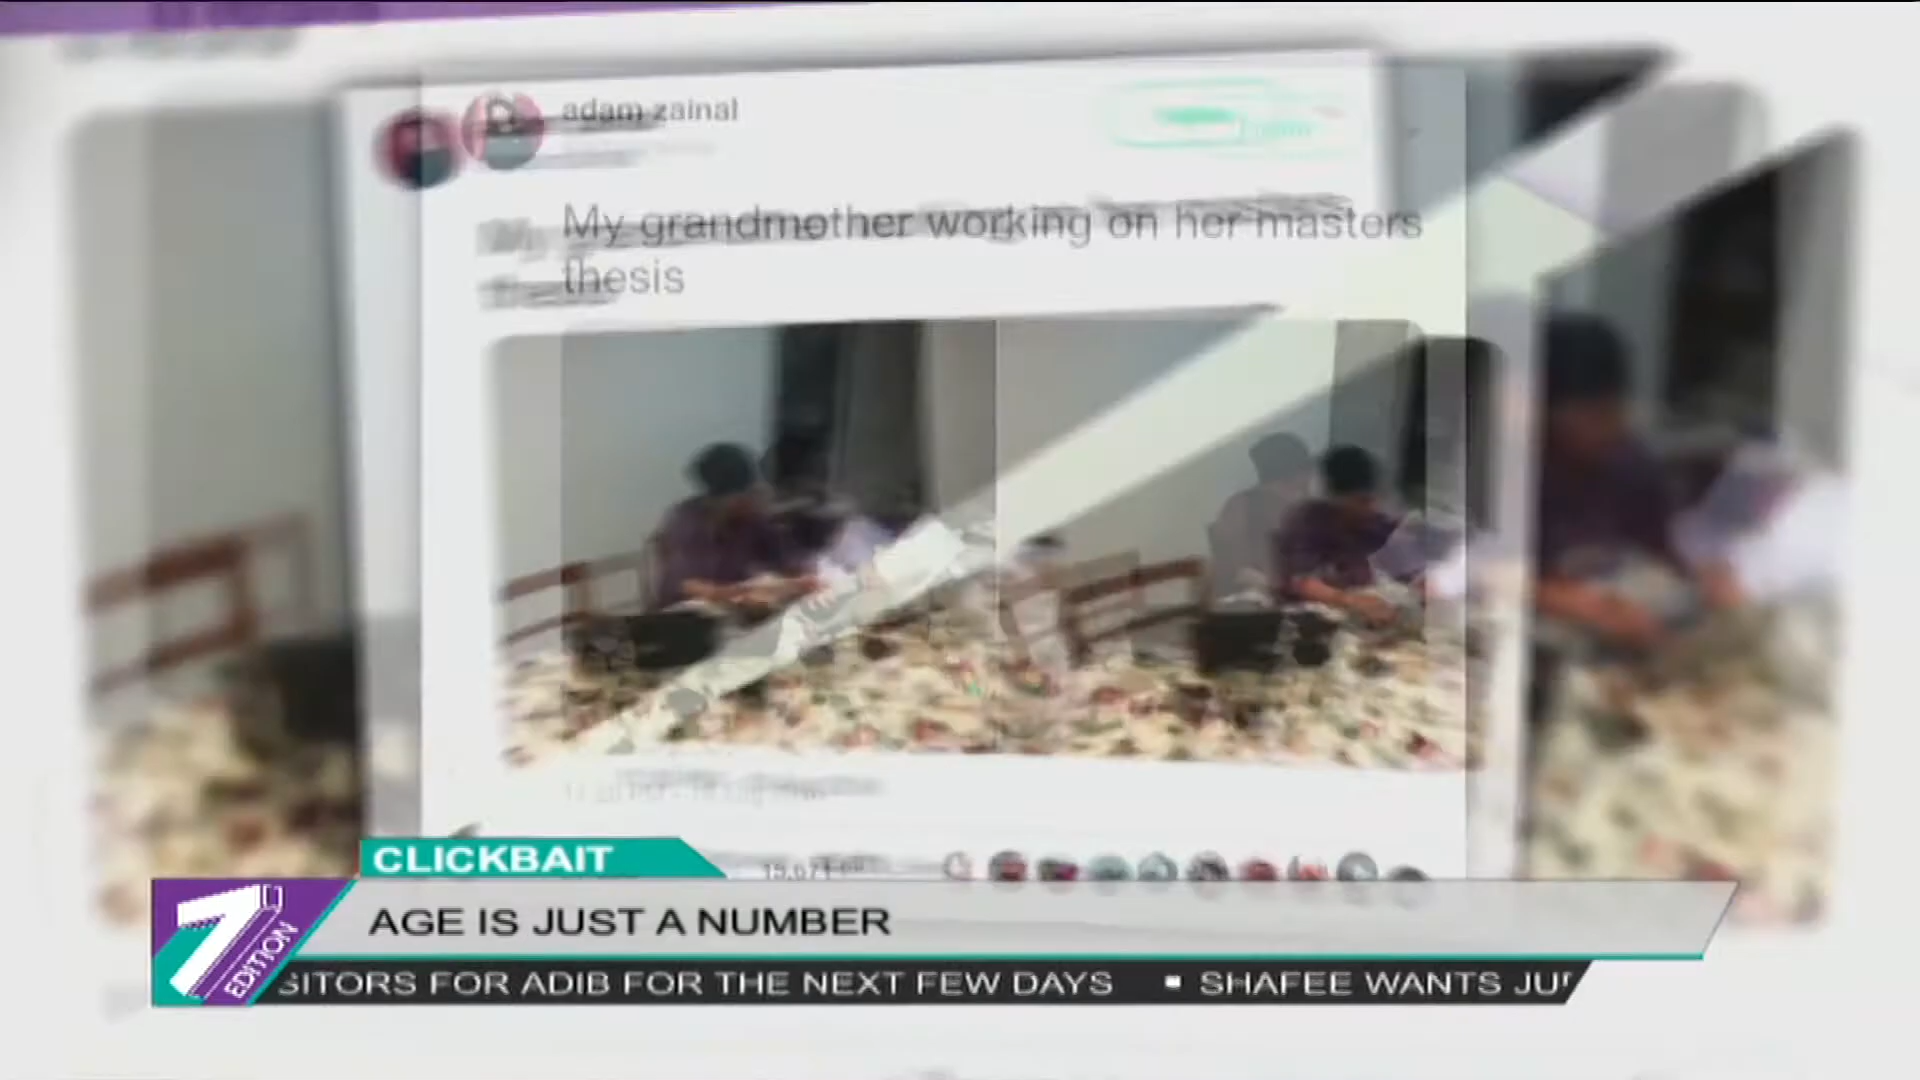 adam zainal
My grandmother working on her masters
thesis
CLICKBAIT
7 EDITION
AGE IS JUST A NUMBER
SITORS FOR ADIB FOR THE NEXT FEW DAYS ▪ SHAFEE WANTS